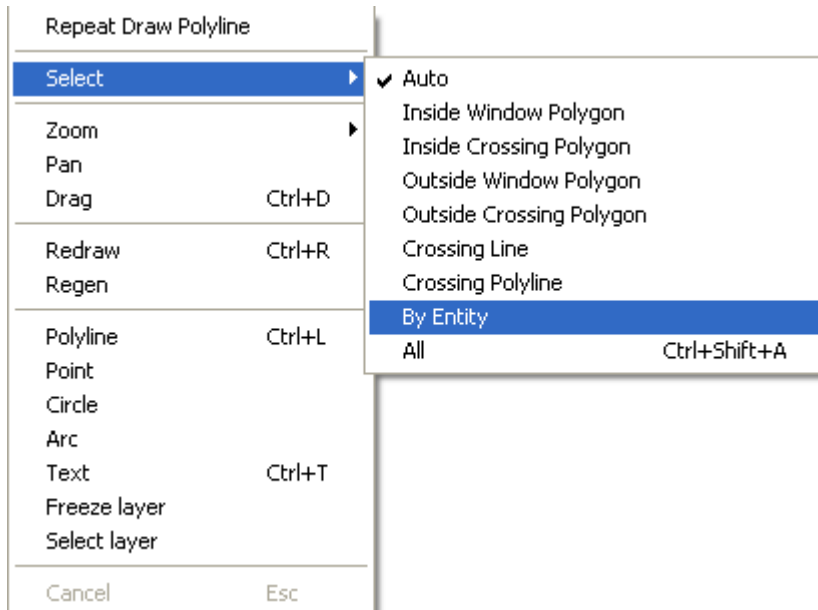 Repeat Draw Polyline
Select
Zoom
Pan
Drag Ctrl+D
Redraw Ctrl+R
Regen
Polyline Ctrl+L
Point
Circle
Arc
Text Ctrl+T
Freeze layer
Select layer
Cancel Esc
Auto
Inside Window Polygon
Inside Crossing Polygon
Outside Window Polygon
Outside Crossing Polygon
Crossing Line
Crossing Polyline
By Entity
All Ctrl+Shift+A